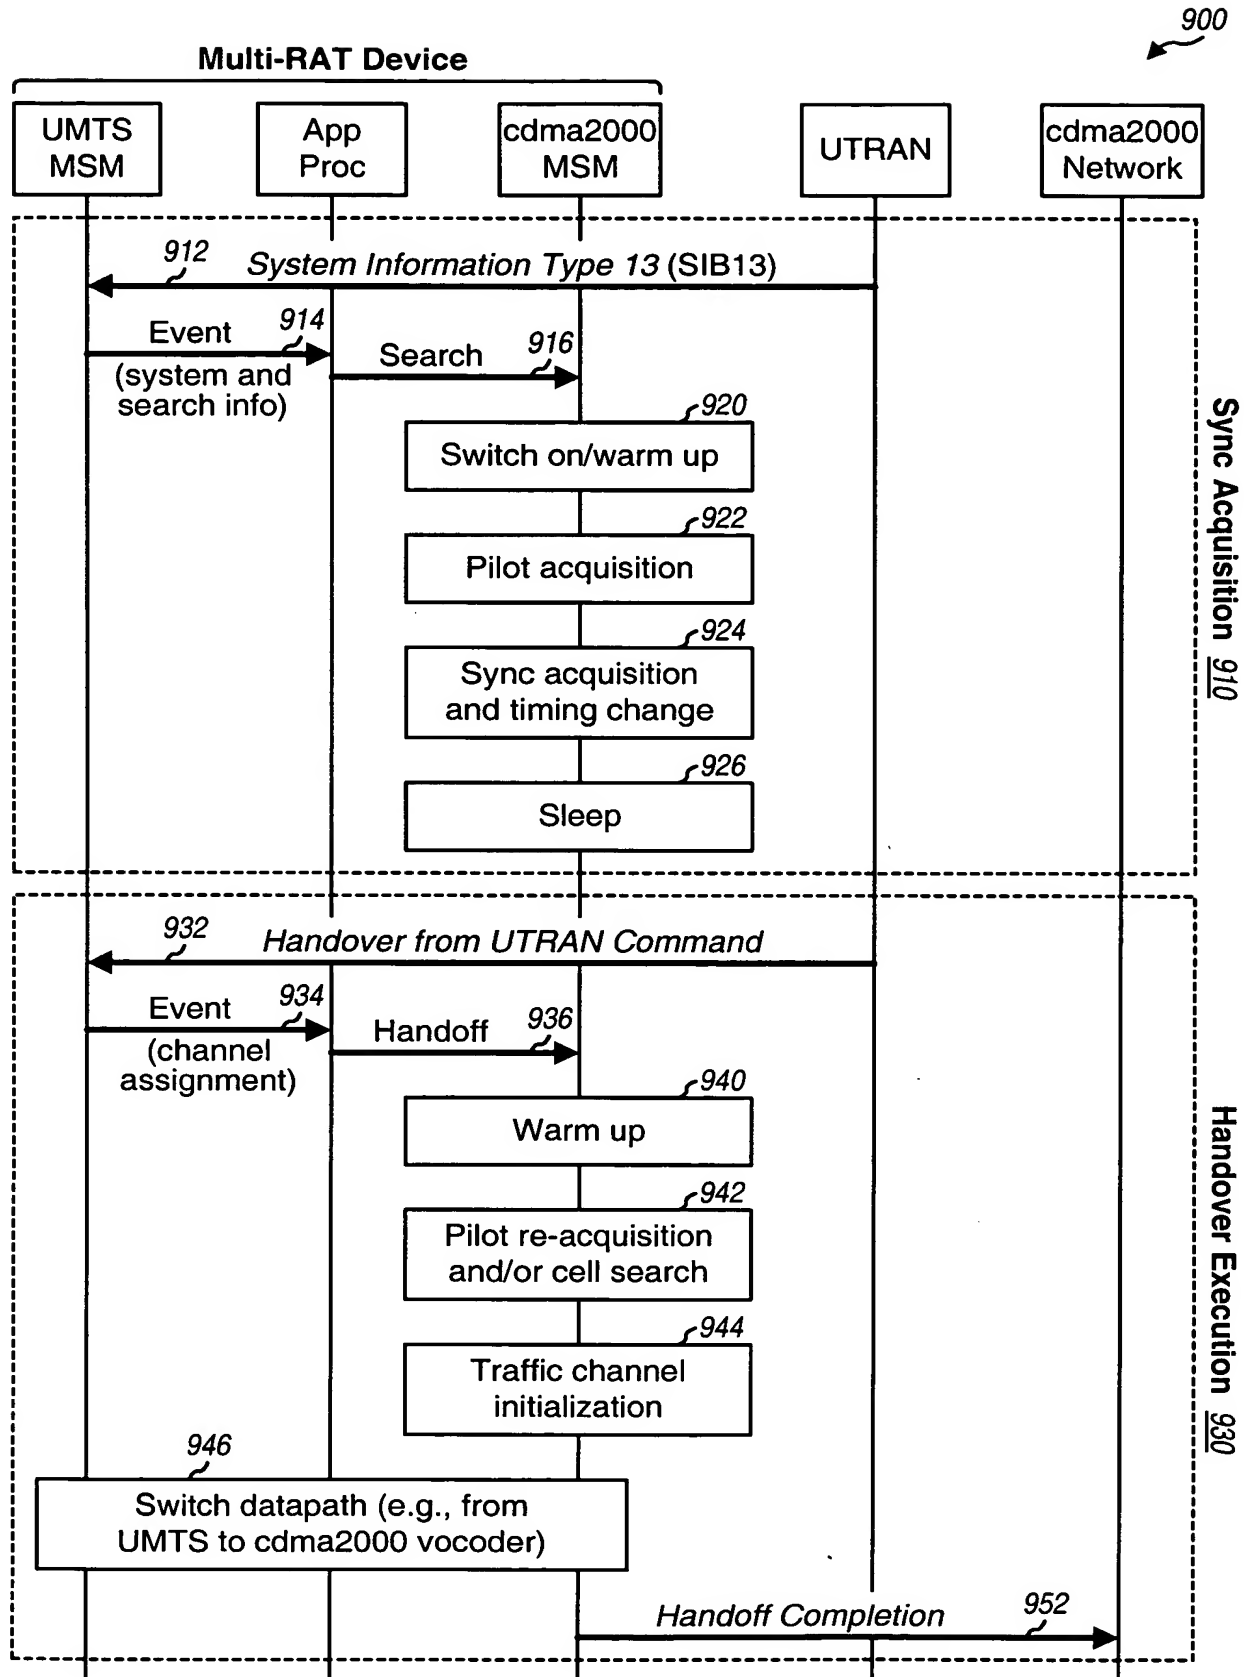 900
Multi-RAT Device
UMTS
MSM
App
Proc
cdma2000
MSM
UTRAN
cdma2000
Network
912
System Information Type 13 (SIB13)
Event
914
(system and
search info)
Search
916
920
Switch on/warm up
922
Pilot acquisition
924
Sync acquisition
and timing change
926
Sleep
Sync Acquisition 910
932
Handover from UTRAN Command
Event
934
(channel
assignment)
Handoff
936
940
Warm up
942
Pilot re-acquisition
and/or cell search
944
Traffic channel
initialization
946
Switch datapath (e.g., from
UMTS to cdma2000 vocoder)
Handoff Completion
952
Handover Execution 930